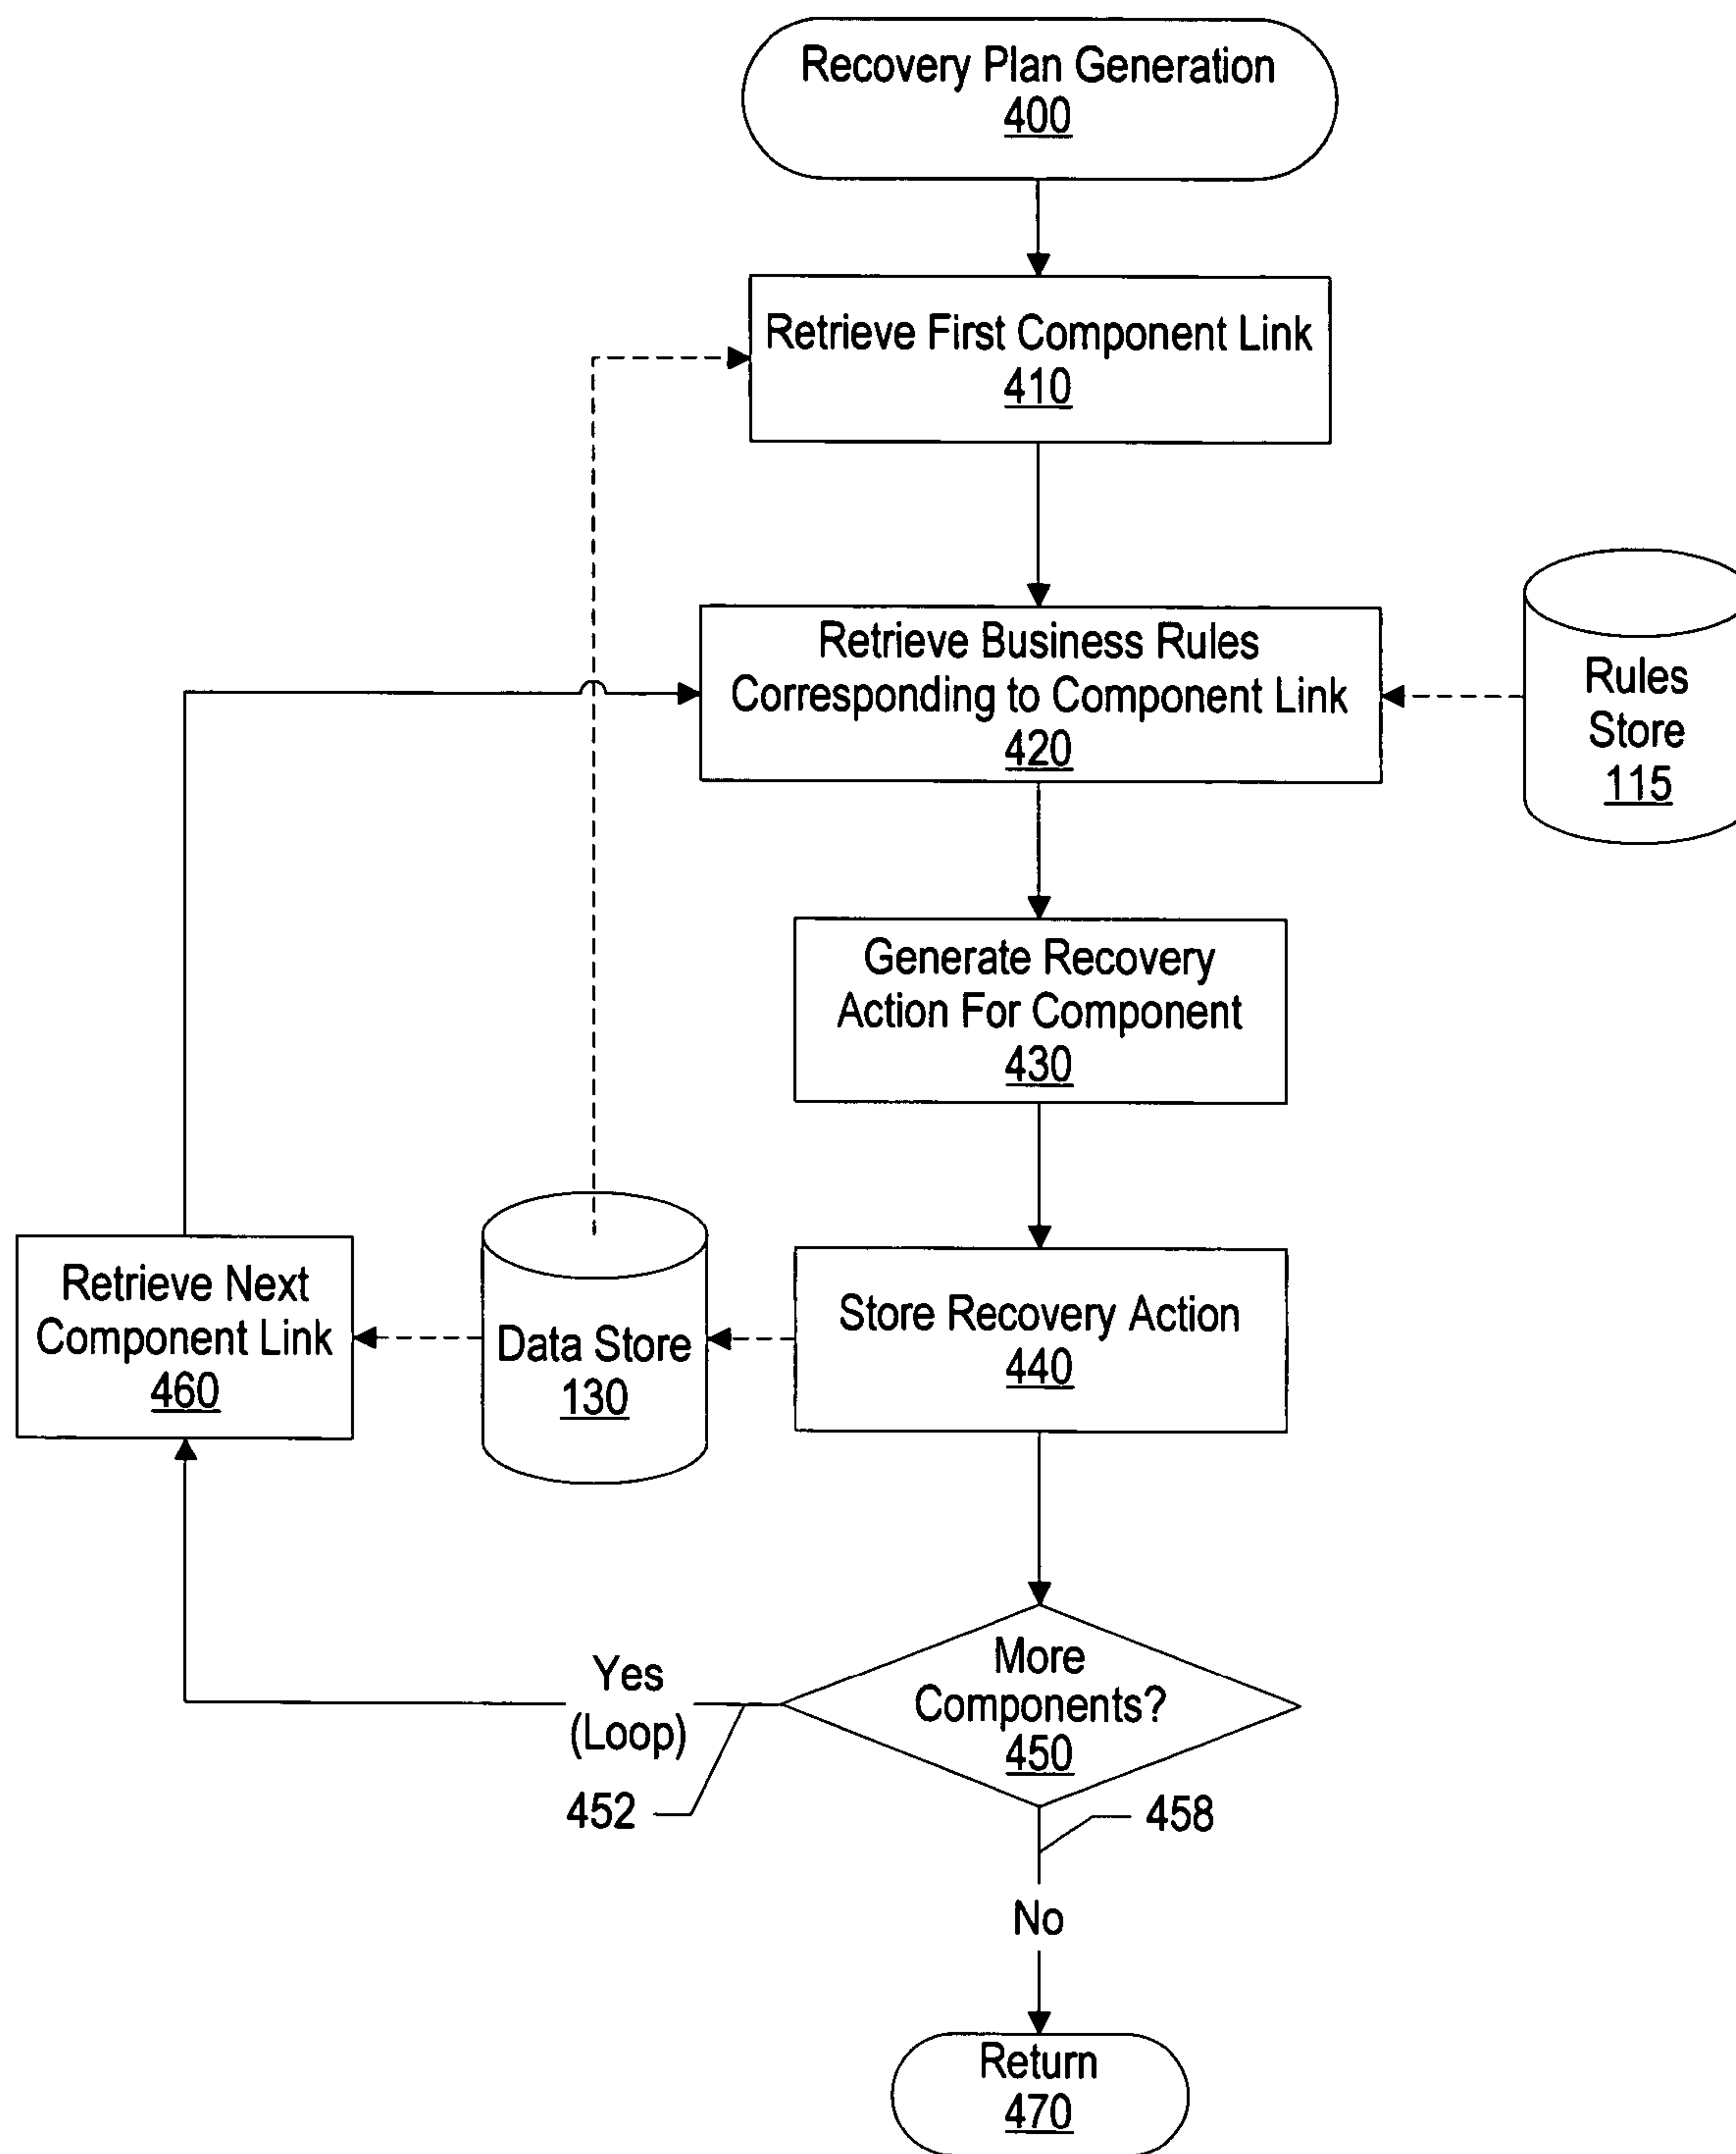 Recovery Plan Generation
400
Retrieve First Component Link
410
Retrieve Business Rules
Corresponding to Component Link
420
Rules
Store
115
Generate Recovery
Action For Component
430
Retrieve Next
Component Link
460
Data Store
130
Store Recovery Action
440
More
Components?
450
Yes
(Loop)
452
458
No
Return
470